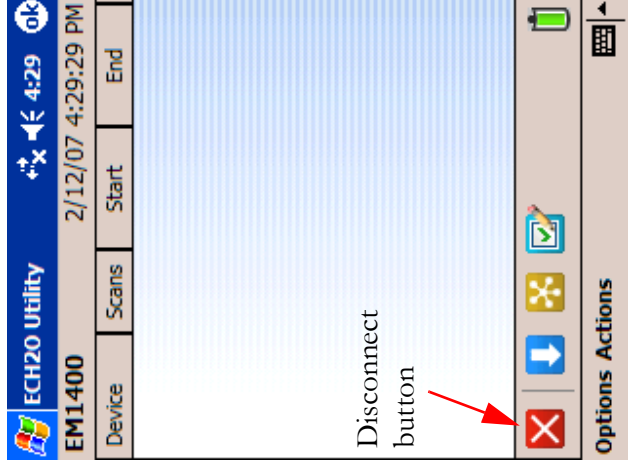 ECH2O Utility 4:29 ok
EM1400 2/12/07 4:29:29 PM
Device Scans Start End
Disconnect
button
Options Actions